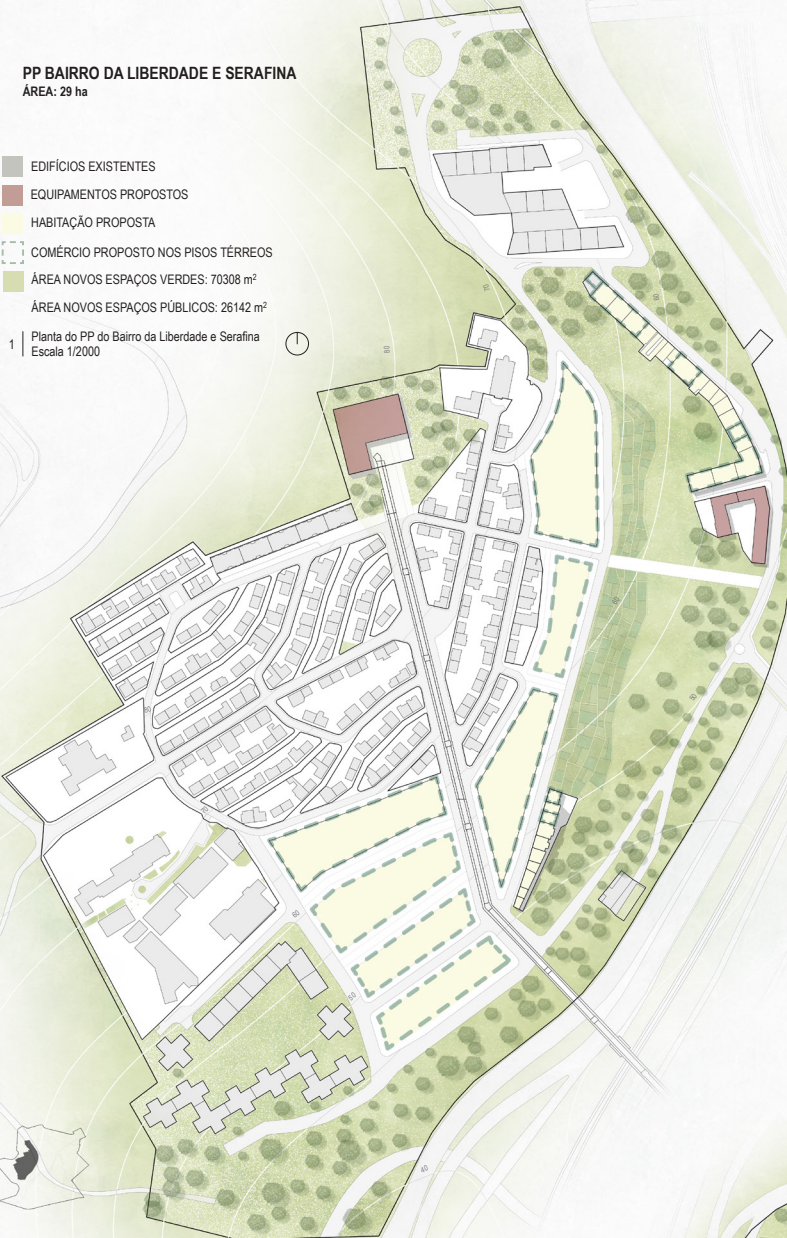 PP BAIRRO DA LIBERDADE E SERAFINA
ÁREA: 29 ha
EDIFÍCIOS EXISTENTES
EQUIPAMENTOS PROPOSTOS
HABITAÇÃO PROPOSTA
COMÉRCIO PROPOSTO NOS PISOS TÉRREOS
ÁREA NOVOS ESPAÇOS VERDES: 70308 m²
ÁREA NOVOS ESPAÇOS PÚBLICOS: 26142 m²
1 | Planta do PP do Bairro da Liberdade e Serafina
Escala 1/2000
80
60
50
40